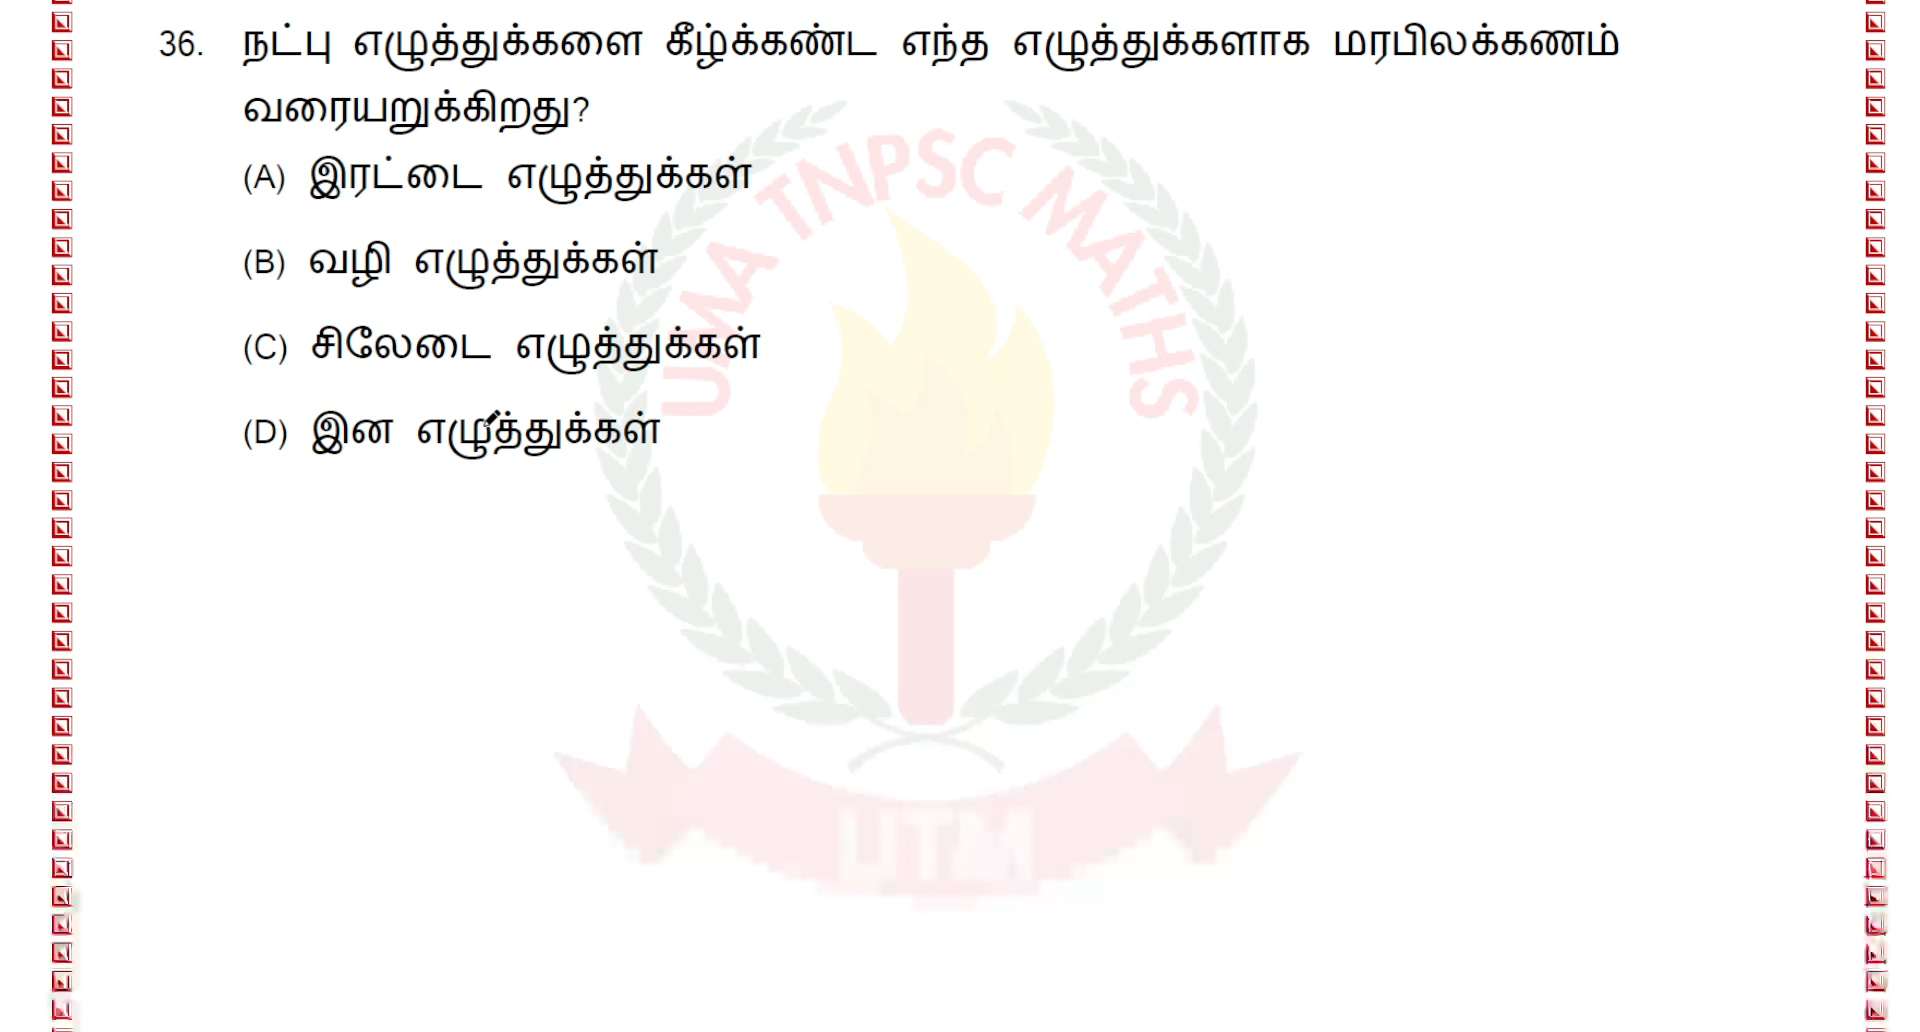 36. நட்பு எழுத்துக்களை கீழ்க்கண்ட எந்த எழுத்துக்களாக மரபிலக்கணம்
வரையறுக்கிறது?
(A) இரட்டை எழுத்துக்கள்
(B) வழி எழுத்துக்கள்
(C) சிலேடை எழுத்துக்கள்
(D) இன எழுத்துக்கள்
UMA TNPSC MATHS
UTM